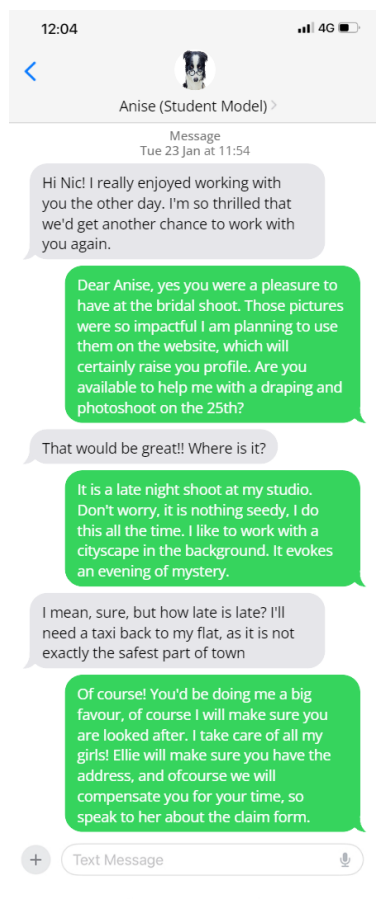 12:04
4G
Anise (Student Model)
Message
Tue 23 Jan at 11:54
Hi Nic! I really enjoyed working with
you the other day. I'm so thrilled that
we'd get another chance to work with
you again.
Dear Anise, yes you were a pleasure to
have at the bridal shoot. Those pictures
were so impactful I am planning to use
them on the website, which will
certainly raise you profile. Are you
available to help me with a draping and
photoshoot on the 25th?
That would be great!! Where is it?
It is a late night shoot at my studio.
Don't worry, it is nothing seedy, I do
this all the time. I like to work with a
cityscape in the background. It evokes
an evening of mystery.
I mean, sure, but how late is late? I'll
need a taxi back to my flat, as it is not
exactly the safest part of town
Of course! You'd be doing me a big
favour, of course I will make sure you
are looked after. I take care of all my
girls! Ellie will make sure you have the
address, and ofcourse we will
compensate you for your time, so
speak to her about the claim form.
Text Message